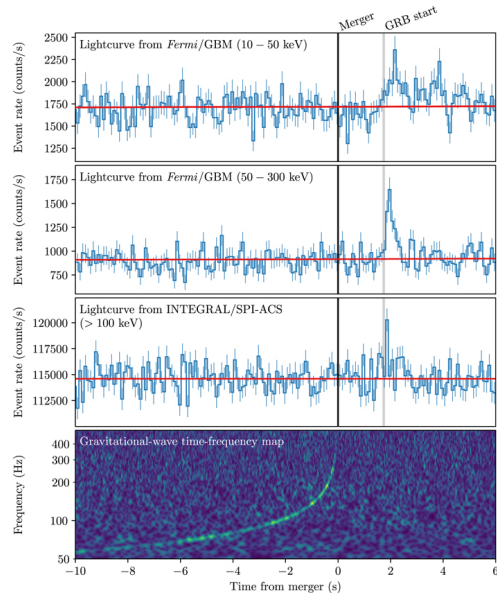 Merger
GRB start
Lightcurve from Fermi/GBM (10 − 50 keV)
Event rate (counts/s)
2500
2250
2000
1750
1500
1250
Lightcurve from Fermi/GBM (50 − 300 keV)
Event rate (counts/s)
1750
1500
1250
1000
750
Lightcurve from INTEGRAL/SPI-ACS
(> 100 keV)
Event rate (counts/s)
120000
117500
115000
112500
Gravitational-wave time-frequency map
Frequency (Hz)
400
300
200
100
50
−10 −8 −6 −4 −2 0 2 4 6
Time from merger (s)